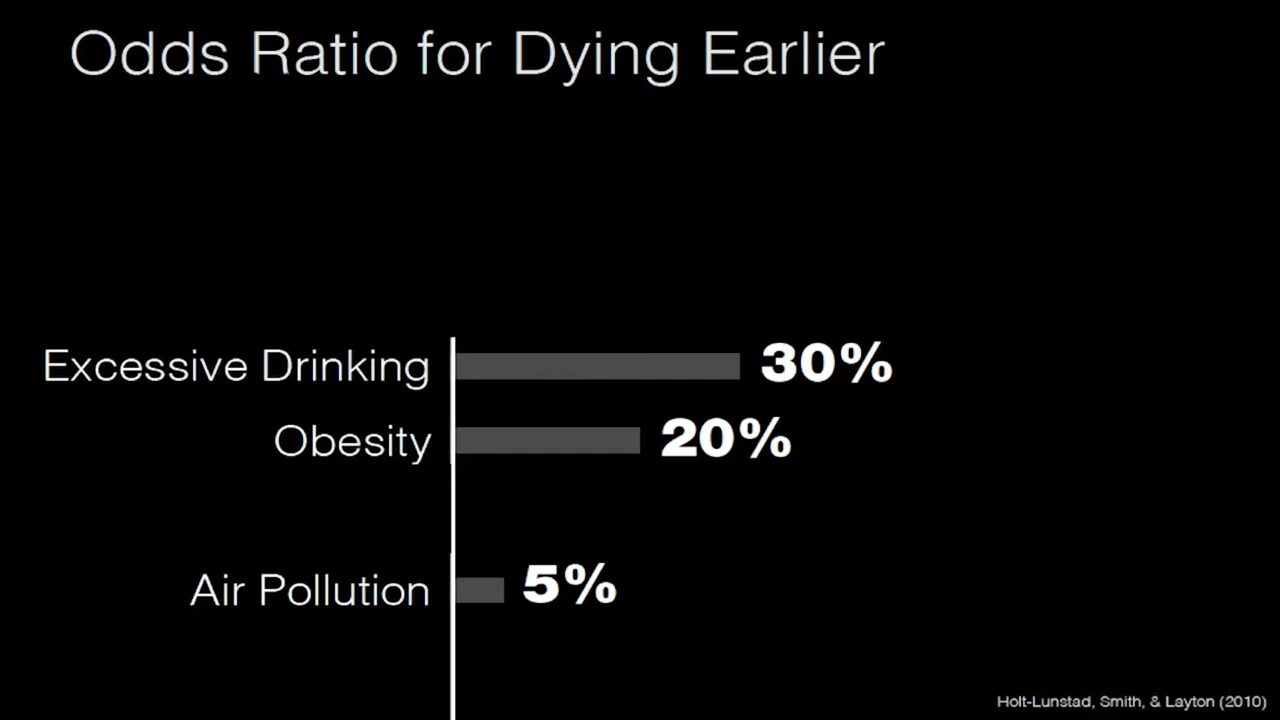 Odds Ratio for Dying Earlier
Excessive Drinking 30%
Obesity 20%
Air Pollution 5%
Holt-Lunstad, Smith, & Layton (2010)